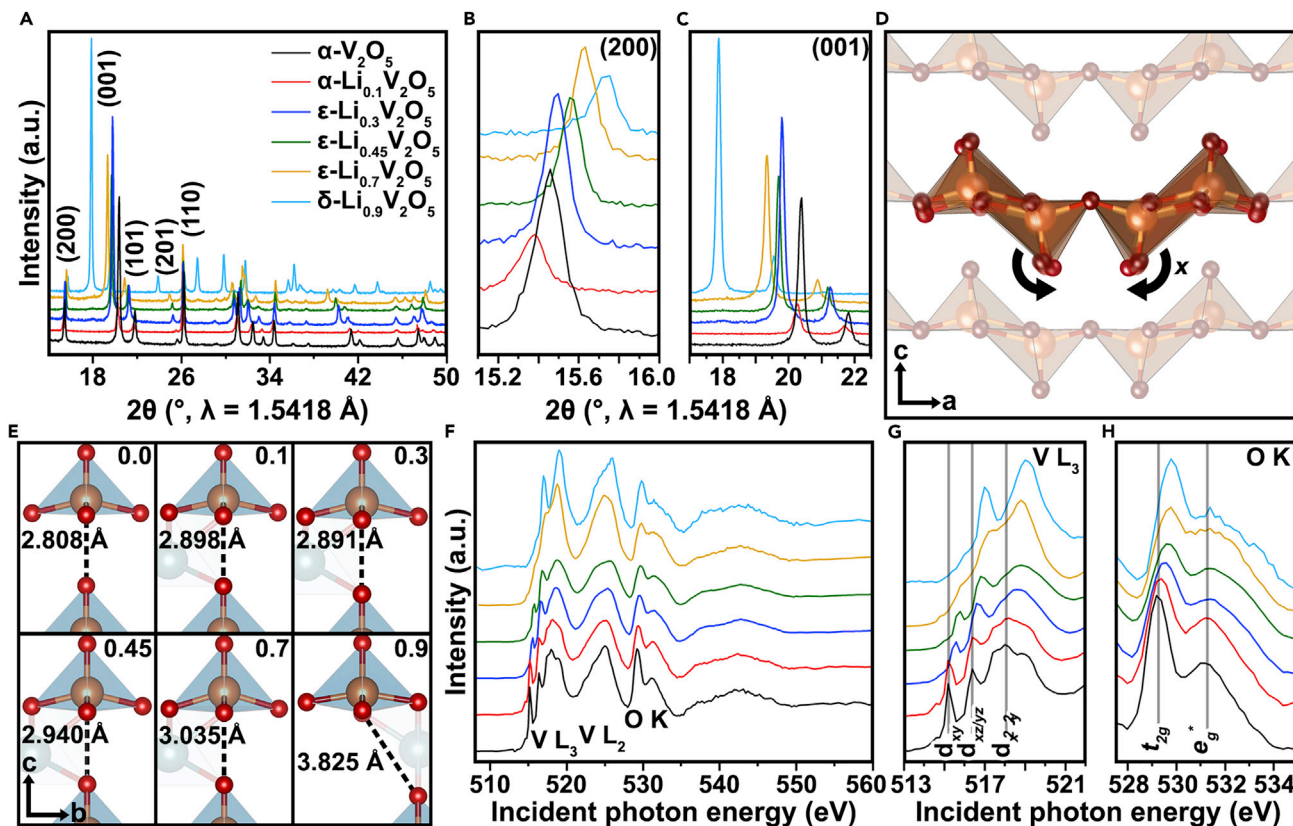 A
Intensity (a.u.)
(200)
(001)
(101)
(201)
(110)
α-V₂O₅
α-Li₀.₁V₂O₅
ε-Li₀.₃V₂O₅
ε-Li₀.₄₅V₂O₅
ε-Li₀.₇V₂O₅
δ-Li₀.₉V₂O₅
18 26 34 42 50
2θ (°, λ = 1.5418 Å)
B
(200)
15.2 15.6 16.0
C
(001)
18 20 22
2θ (°, λ = 1.5418 Å)
D
x
c
a
E
0.0
2.808 Å
0.1
2.898 Å
0.3
2.891 Å
0.45
2.940 Å
0.7
3.035 Å
0.9
3.825 Å
c
b
F
Intensity (a.u.)
V L₃
V L₂
O K
510 520 530 540 550 560
Incident photon energy (eV)
G
V L₃
d xy
d xz/yz
d x²-y²
513 517 521
H
O K
t₂g
eg*
528 530 532 534
Incident photon energy (eV)